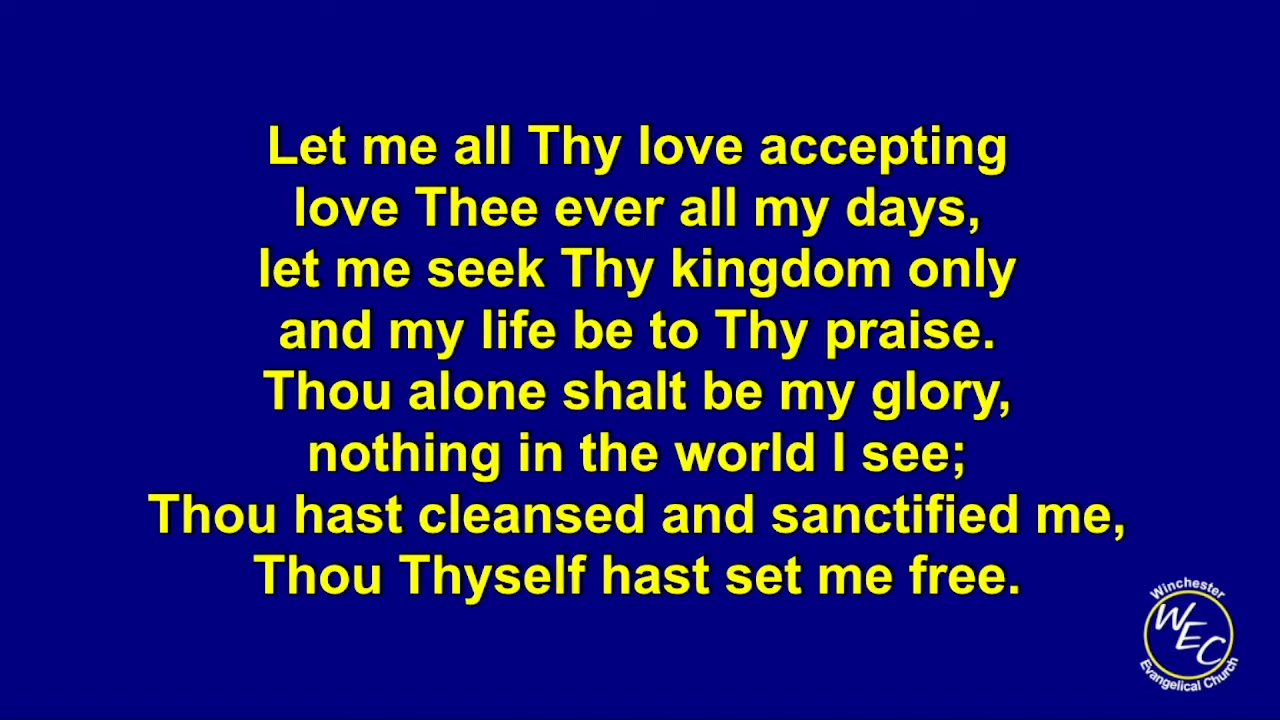 Let me all Thy love accepting
love Thee ever all my days,
let me seek Thy kingdom only
and my life be to Thy praise.
Thou alone shalt be my glory,
nothing in the world I see;
Thou hast cleansed and sanctified me,
Thou Thyself hast set me free.
Winchester
WEC
Evangelical Church